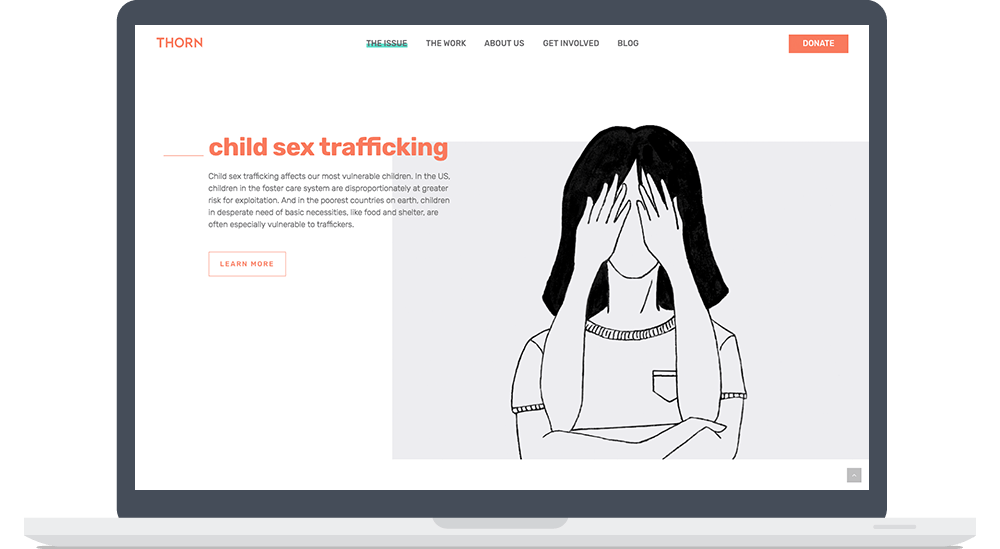 THORN
THE ISSUE THE WORK ABOUT US GET INVOLVED BLOG
DONATE
child sex trafficking
Child sex trafficking affects our most vulnerable children. In the US,
children in the foster care system are disproportionately at greater
risk for exploitation. And in the poorest countries on earth, children
in desperate need of basic necessities, like food and shelter, are
often especially vulnerable to traffickers.
LEARN MORE